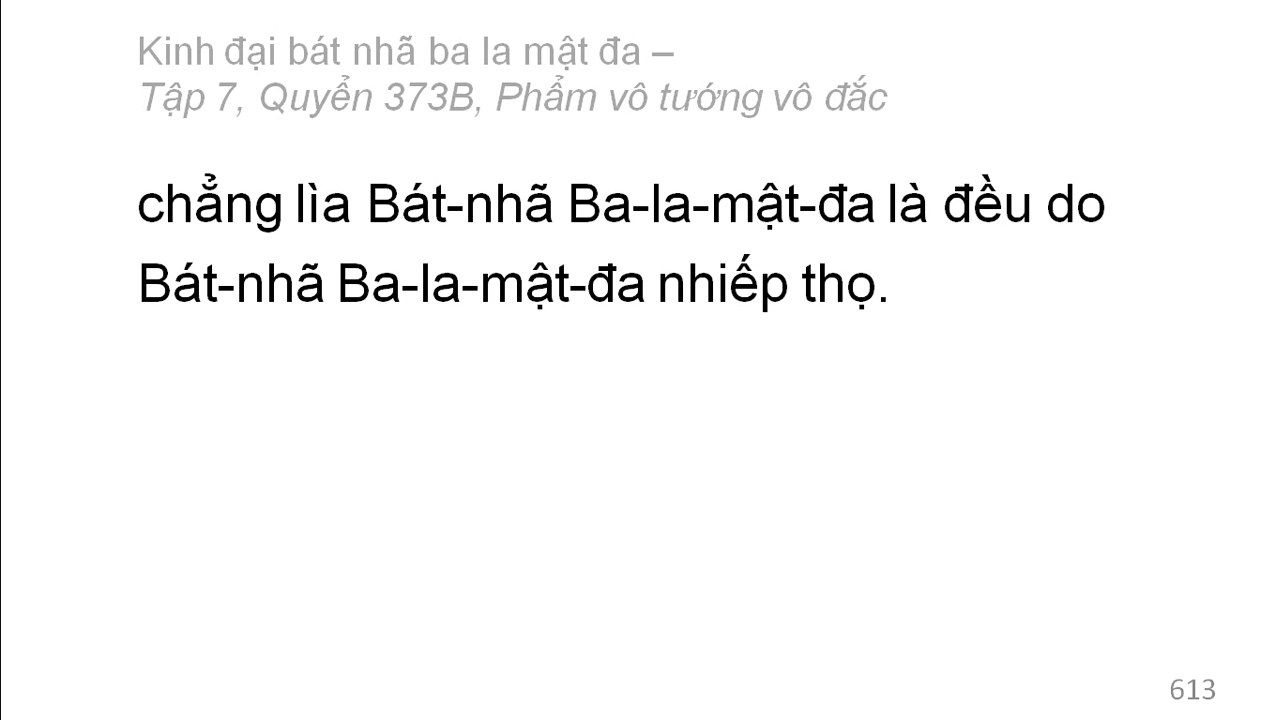 Kinh đại bát nhã ba la mật đa –
Tập 7, Quyển 373B, Phẩm vô tướng vô đắc
chẳng lìa Bát-nhã Ba-la-mật-đa là đều do
Bát-nhã Ba-la-mật-đa nhiếp thọ.
613